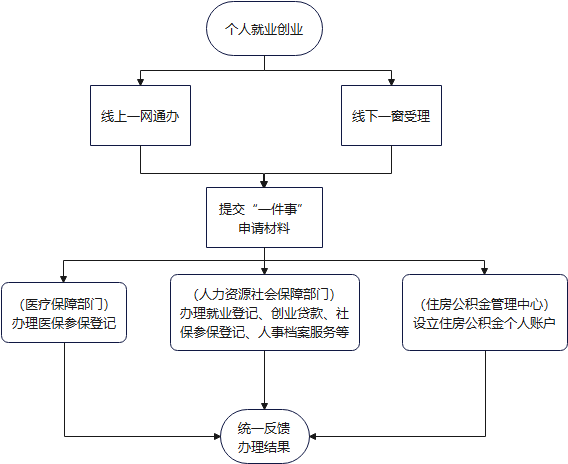 个人就业创业
线上一网通办
线下一窗受理
提交“一件事”
申请材料
（医疗保障部门）
办理医保参保登记
（人力资源社会保障部门）
办理就业登记、创业贷款、社
保参保登记、人事档案服务等
（住房公积金管理中心）
设立住房公积金个人账户
统一反馈
办理结果